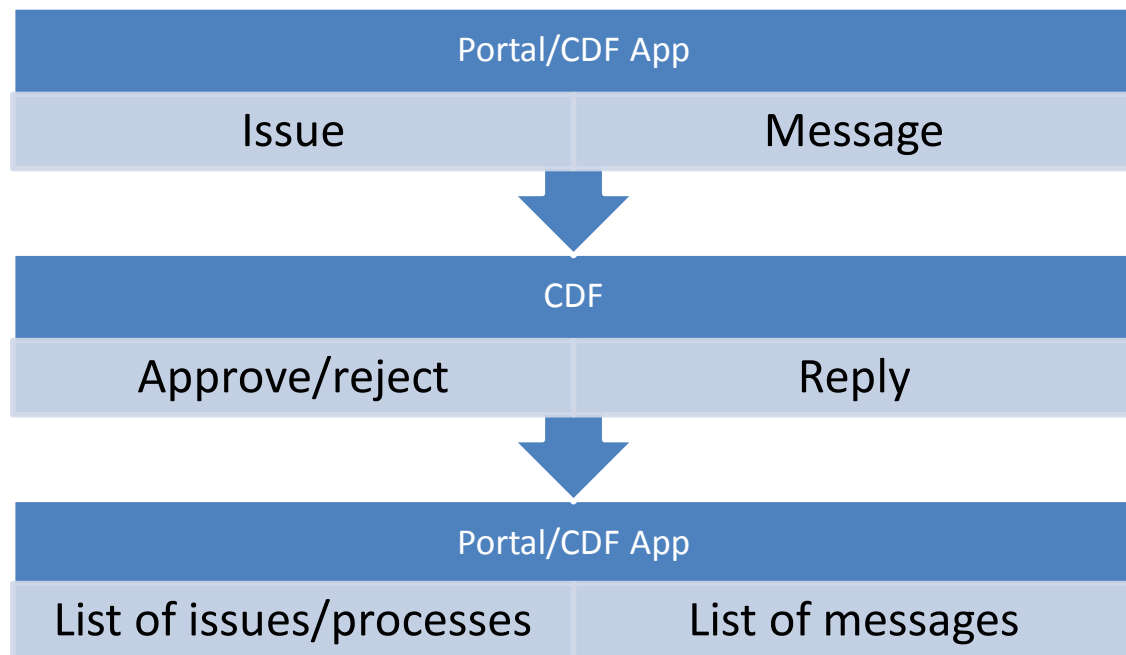 Portal/CDF App
Issue Message
CDF
Approve/reject Reply
Portal/CDF App
List of issues/processes List of messages